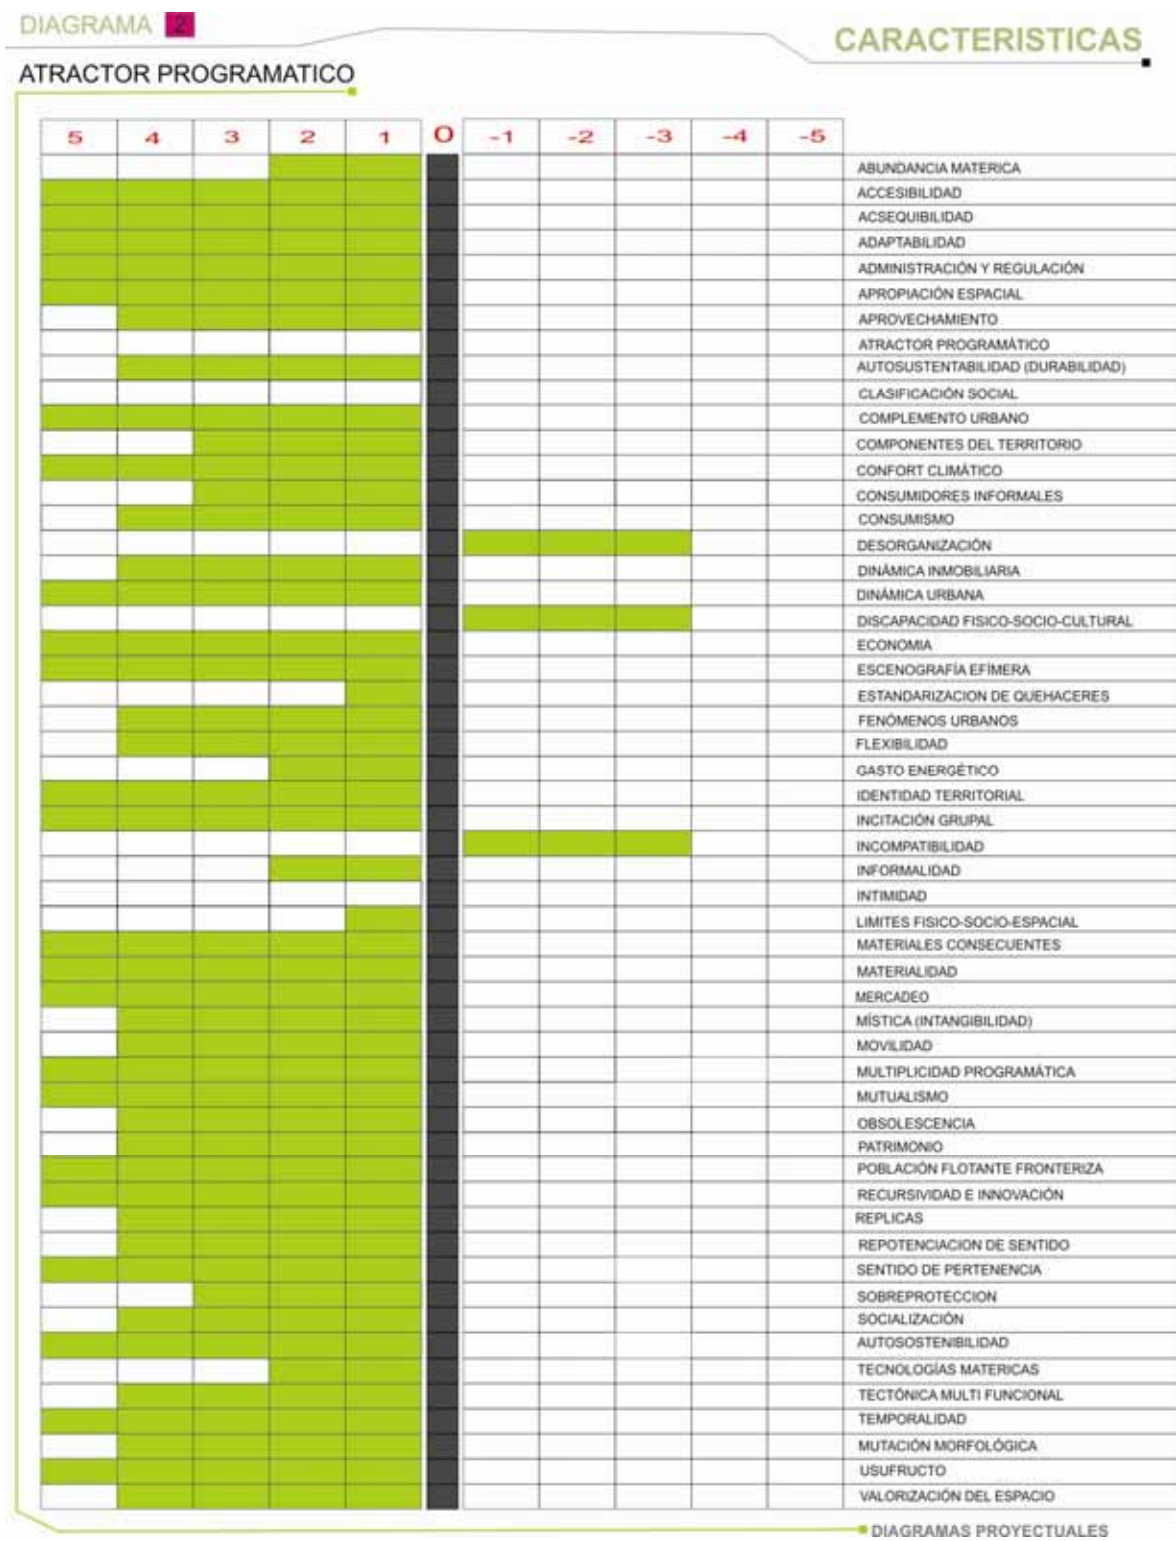 DIAGRAMA 2
CARACTERISTICAS
ATRACTOR PROGRAMATICO
5 4 3 2 1 0 -1 -2 -3 -4 -5
ABUNDANCIA MATERICA
ACCESIBILIDAD
ACSEQUIBILIDAD
ADAPTABILIDAD
ADMINISTRACIÓN Y REGULACIÓN
APROPIACIÓN ESPACIAL
APROVECHAMIENTO
ATRACTOR PROGRAMÁTICO
AUTOSUSTENTABILIDAD (DURABILIDAD)
CLASIFICACIÓN SOCIAL
COMPLEMENTO URBANO
COMPONENTES DEL TERRITORIO
CONFORT CLIMÁTICO
CONSUMIDORES INFORMALES
CONSUMISMO
DESORGANIZACIÓN
DINÁMICA INMOBILIARIA
DINÁMICA URBANA
DISCAPACIDAD FISICO-SOCIO-CULTURAL
ECONOMIA
ESCENOGRAFÍA EFÍMERA
ESTANDARIZACION DE QUEHACERES
FENÓMENOS URBANOS
FLEXIBILIDAD
GASTO ENERGÉTICO
IDENTIDAD TERRITORIAL
INCITACIÓN GRUPAL
INCOMPATIBILIDAD
INFORMALIDAD
INTIMIDAD
LIMITES FISICO-SOCIO-ESPACIAL
MATERIALES CONSECUENTES
MATERIALIDAD
MERCADEO
MÍSTICA (INTANGIBILIDAD)
MOVILIDAD
MULTIPLICIDAD PROGRAMÁTICA
MUTUALISMO
OBSOLESCENCIA
PATRIMONIO
POBLACIÓN FLOTANTE FRONTERIZA
RECURSIVIDAD E INNOVACIÓN
REPLICAS
REPOTENCIACION DE SENTIDO
SENTIDO DE PERTENENCIA
SOBREPROTECCION
SOCIALIZACIÓN
AUTOSOSTENIBILIDAD
TECNOLOGÍAS MATERICAS
TECTÓNICA MULTI FUNCIONAL
TEMPORALIDAD
MUTACIÓN MORFOLÓGICA
USUFRUCTO
VALORIZACIÓN DEL ESPACIO
DIAGRAMAS PROYECTUALES